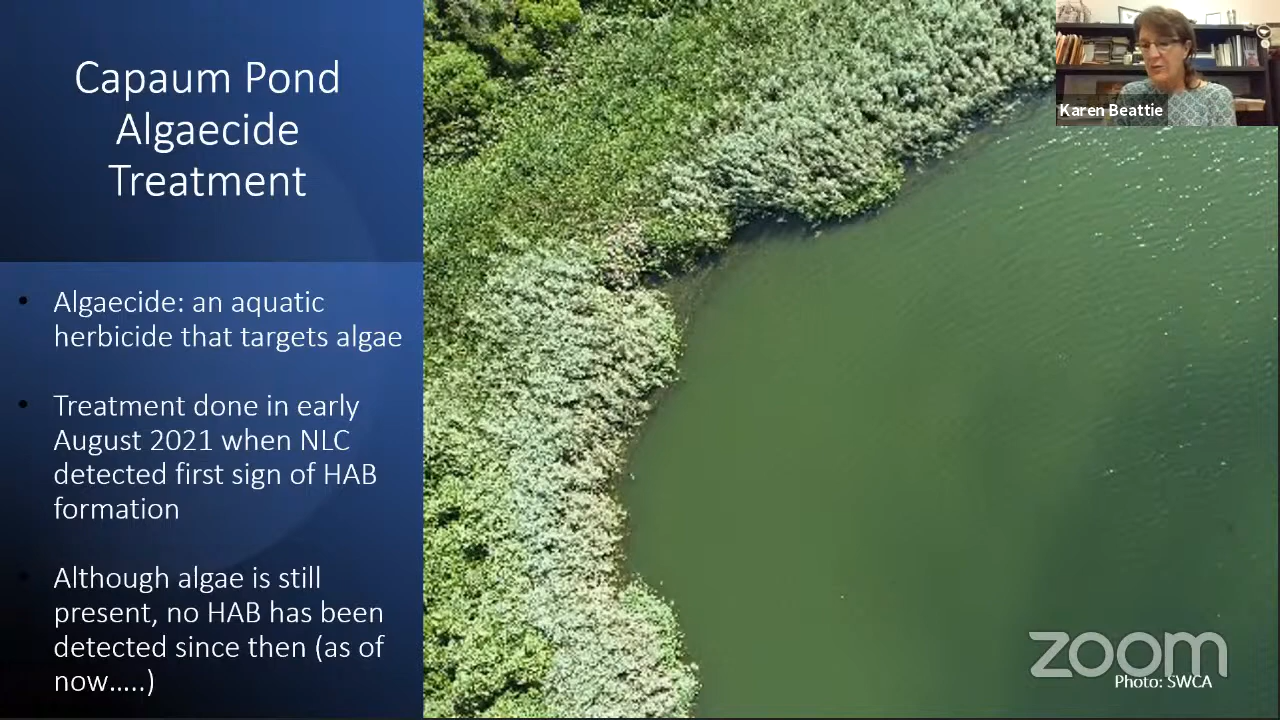 Capaum Pond
Algaecide
Treatment
• Algaecide: an aquatic
herbicide that targets algae
• Treatment done in early
August 2021 when NLC
detected first sign of HAB
formation
• Although algae is still
present, no HAB has been
detected since then (as of
now.....)
Karen Beattie
zoom
Photo: SWCA